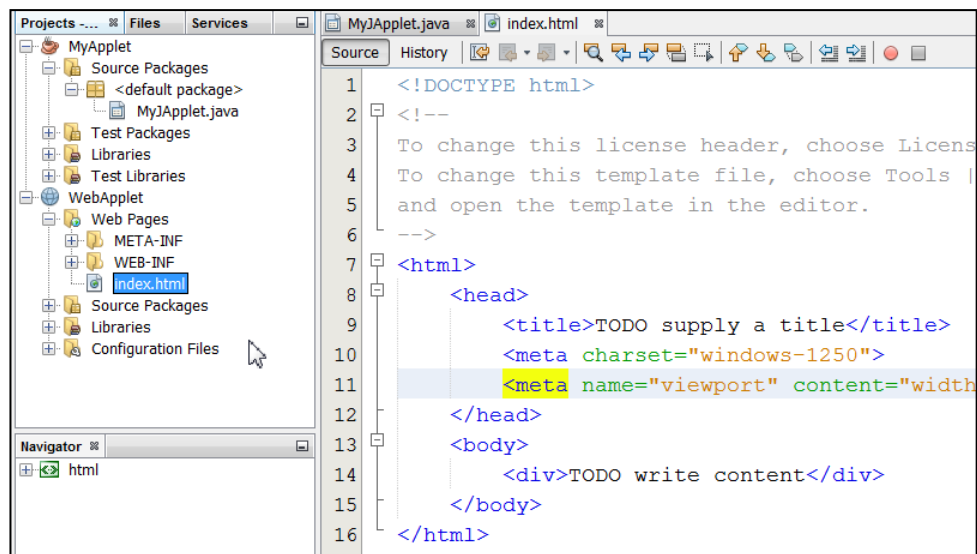 Projects -... Files Services
MyApplet
Source Packages
<default package>
MyJApplet.java
Test Packages
Libraries
Test Libraries
WebApplet
Web Pages
META-INF
WEB-INF
index.html
Source Packages
Libraries
Configuration Files
Navigator
html
MyJApplet.java index.html
Source History
1 <!DOCTYPE html>
2 <!--
3 To change this license header, choose Licens
4 To change this template file, choose Tools |
5 and open the template in the editor.
6 -->
7 <html>
8 <head>
9 <title>TODO supply a title</title>
10 <meta charset="windows-1250">
11 <meta name="viewport" content="width
12 </head>
13 <body>
14 <div>TODO write content</div>
15 </body>
16 </html>